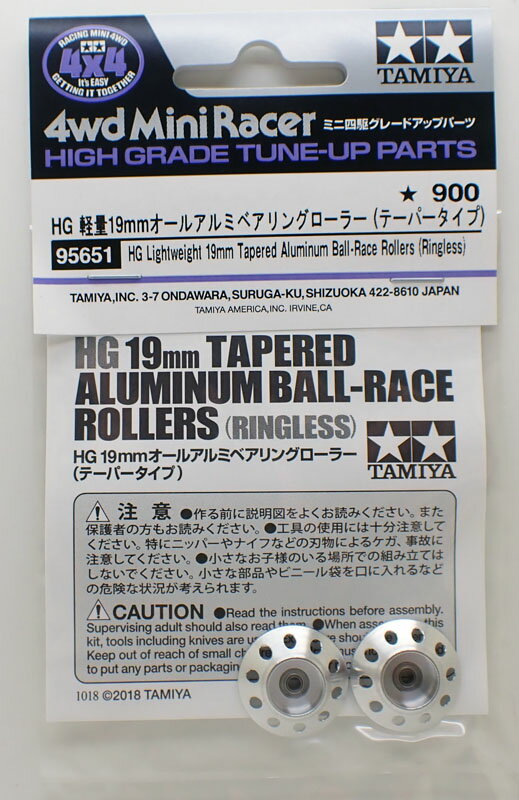 RACING MINI 4WD
4x4
It's EASY
GETTING IT TOGETHER
TAMIYA
4wd Mini Racer ミニ四駆グレードアップパーツ
HIGH GRADE TUNE-UP PARTS
★ 900
HG 軽量19mmオールアルミベアリングローラー (テーパータイプ)
95651 HG Lightweight 19mm Tapered Aluminum Ball-Race Rollers (Ringless)
TAMIYA,INC. 3-7 ONDAWARA, SURUGA-KU, SHIZUOKA 422-8610 JAPAN
TAMIYA AMERICA,INC. IRVINE,CA
HG 19mm TAPERED
ALUMINUM BALL-RACE
ROLLERS (RINGLESS)
HG 19mmオールアルミベアリングローラー
(テーパータイプ)
TAMIYA
注 意 ●作る前に説明図をよくお読みください。また
保護者の方もお読みください。●工具の使用には十分注意して
ください。特にニッパーやナイフなどの刃物によるケガ、事故に
注意してください。●小さなお子様のいる場所での組み立ては
しないでください。小さな部品やビニール袋を口に入れるなど
の危険な状況が考えられます。
CAUTION ●Read the instructions before assembly.
Supervising adult should also read them. ●When this
kit, tools including knives are
Keep out of reach of small
to put any parts or
1018 ©2018 TAMIYA